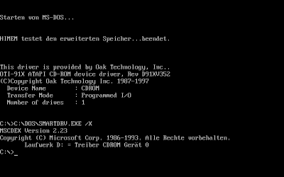 Starten von MS-DOS...
HIMEM testet den erweiterten Speicher...beendet.
This driver is provided by Oak Technology, Inc..
OTI-91X ATAPI CD-ROM device driver, Rev D91XV352
(C)Copyright Oak Technology Inc. 1987-1997
Device Name : CDROM
Transfer Mode : Programmed I/O
Number of drives : 1
C:\>C:\DOS\SMARTDRV.EXE /X
MSCDEX Version 2.23
Copyright (C) Microsoft Corp. 1986-1993. Alle Rechte vorbehalten.
Laufwerk D: = Treiber CDROM Gerät 0
C:\>_